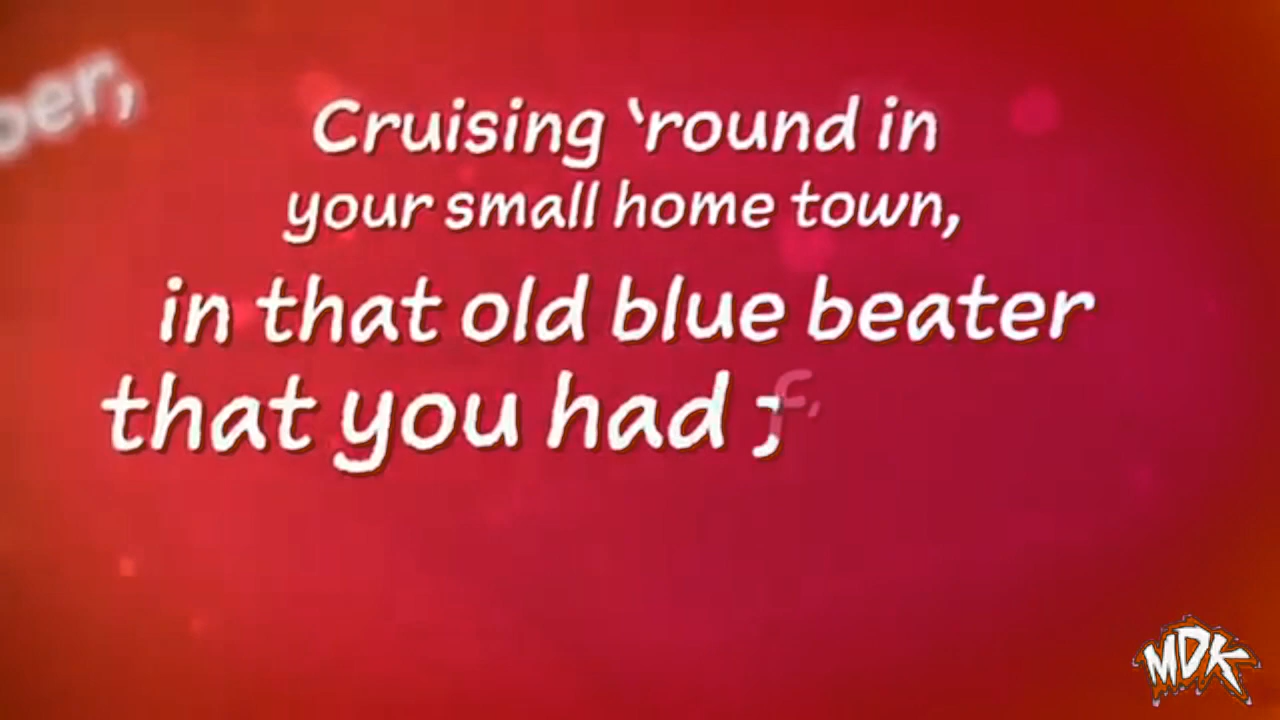 Cruising ‘round in
your small home town,
in that old blue beater
that you had
MDK